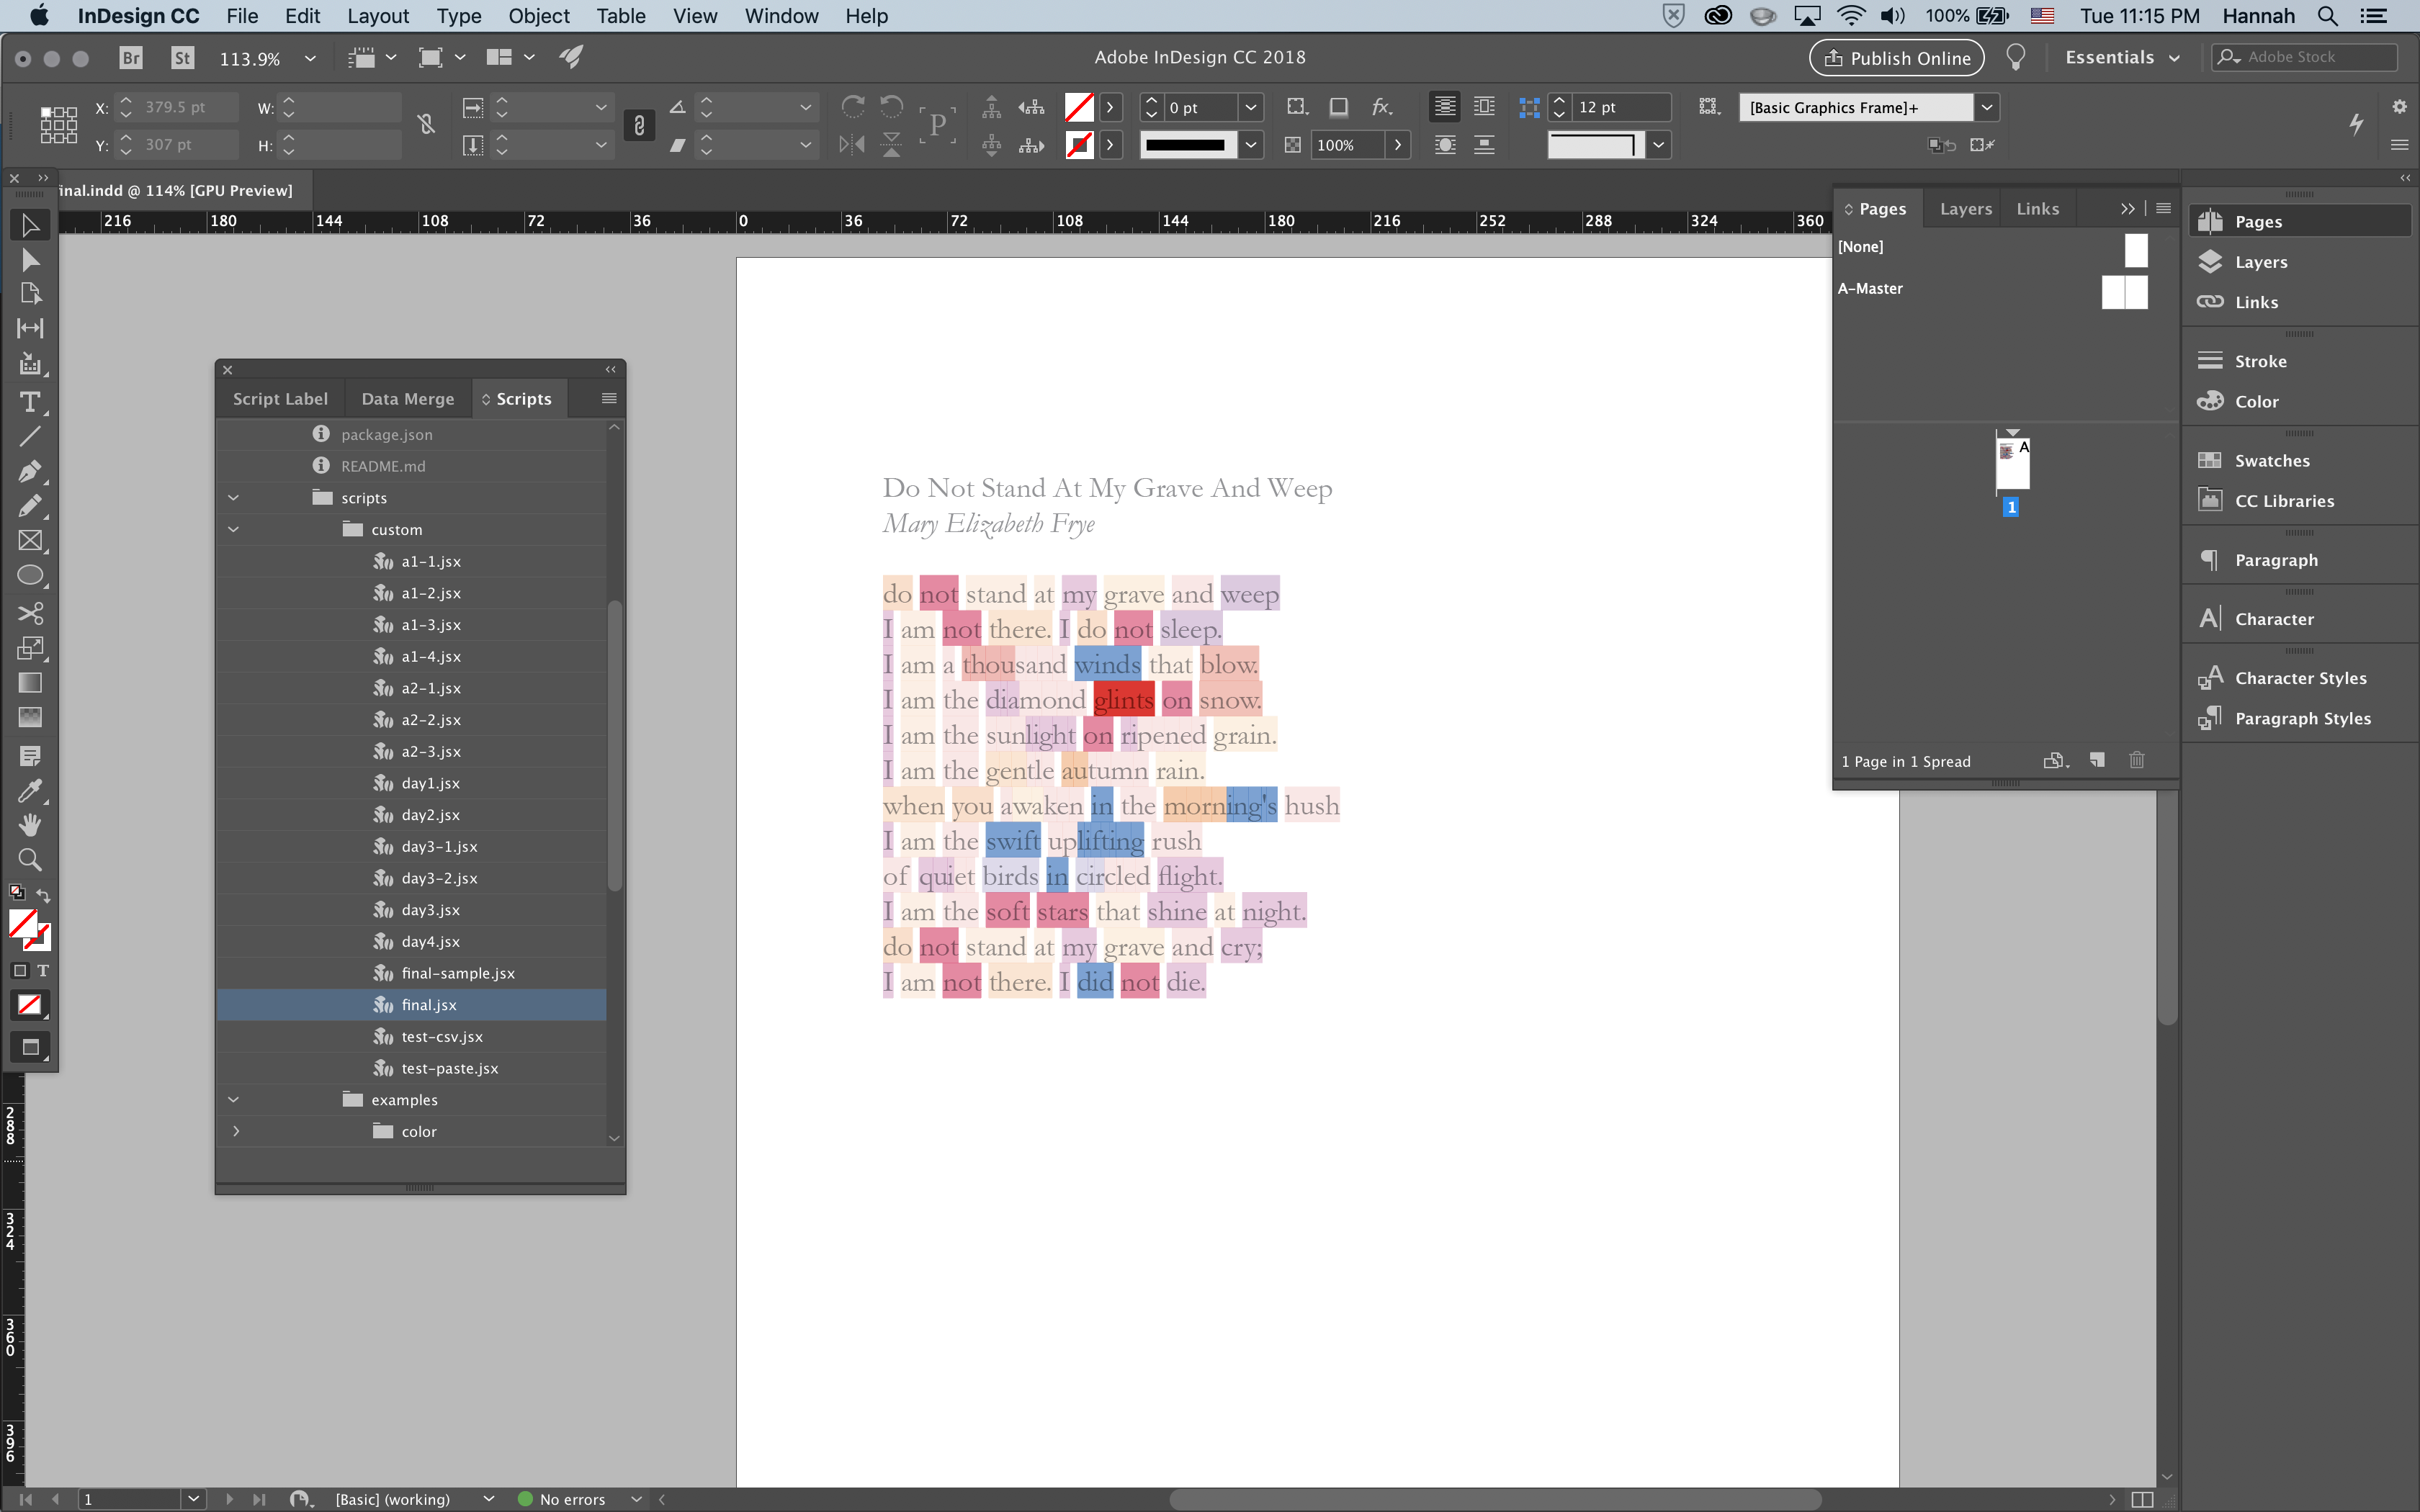 InDesign CC File Edit Layout Type Object Table View Window Help 100% Tue 11:15 PM Hannah
Br St 113.9% Adobe InDesign CC 2018 Publish Online Essentials Adobe Stock
X: 379.5 pt W: 0 pt fx 12 pt [Basic Graphics Frame]+
Y: 307 pt H: P 100%
final.indd @ 114% [GPU Preview]
216 180 144 108 72 36 0 36 72 108 144 180 216 252 288 324 360
Script Label Data Merge Scripts
package.json
README.md
scripts
custom
a1-1.jsx
a1-2.jsx
a1-3.jsx
a1-4.jsx
a2-1.jsx
a2-2.jsx
a2-3.jsx
day1.jsx
day2.jsx
day3-1.jsx
day3-2.jsx
day3.jsx
day4.jsx
final-sample.jsx
final.jsx
test-csv.jsx
test-paste.jsx
examples
color
Do Not Stand At My Grave And Weep
Mary Elizabeth Frye
do not stand at my grave and weep
I am not there. I do not sleep.
I am a thousand winds that blow.
I am the diamond glints on snow.
I am the sunlight on ripened grain.
I am the gentle autumn rain.
when you awaken in the morning's hush
I am the swift uplifting rush
of quiet birds in circled flight.
I am the soft stars that shine at night.
do not stand at my grave and cry;
I am not there. I did not die.
Pages Layers Links
[None]
A-Master
A
1
1 Page in 1 Spread
Pages
Layers
Links
Stroke
Color
Swatches
CC Libraries
Paragraph
Character
Character Styles
Paragraph Styles
T
T
288
324
360
396
1 [Basic] (working) No errors